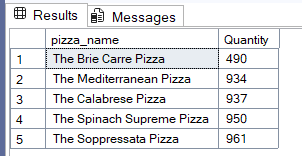 Results Messages
pizza_name Quantity
1 The Brie Carre Pizza 490
2 The Mediterranean Pizza 934
3 The Calabrese Pizza 937
4 The Spinach Supreme Pizza 950
5 The Soppressata Pizza 961